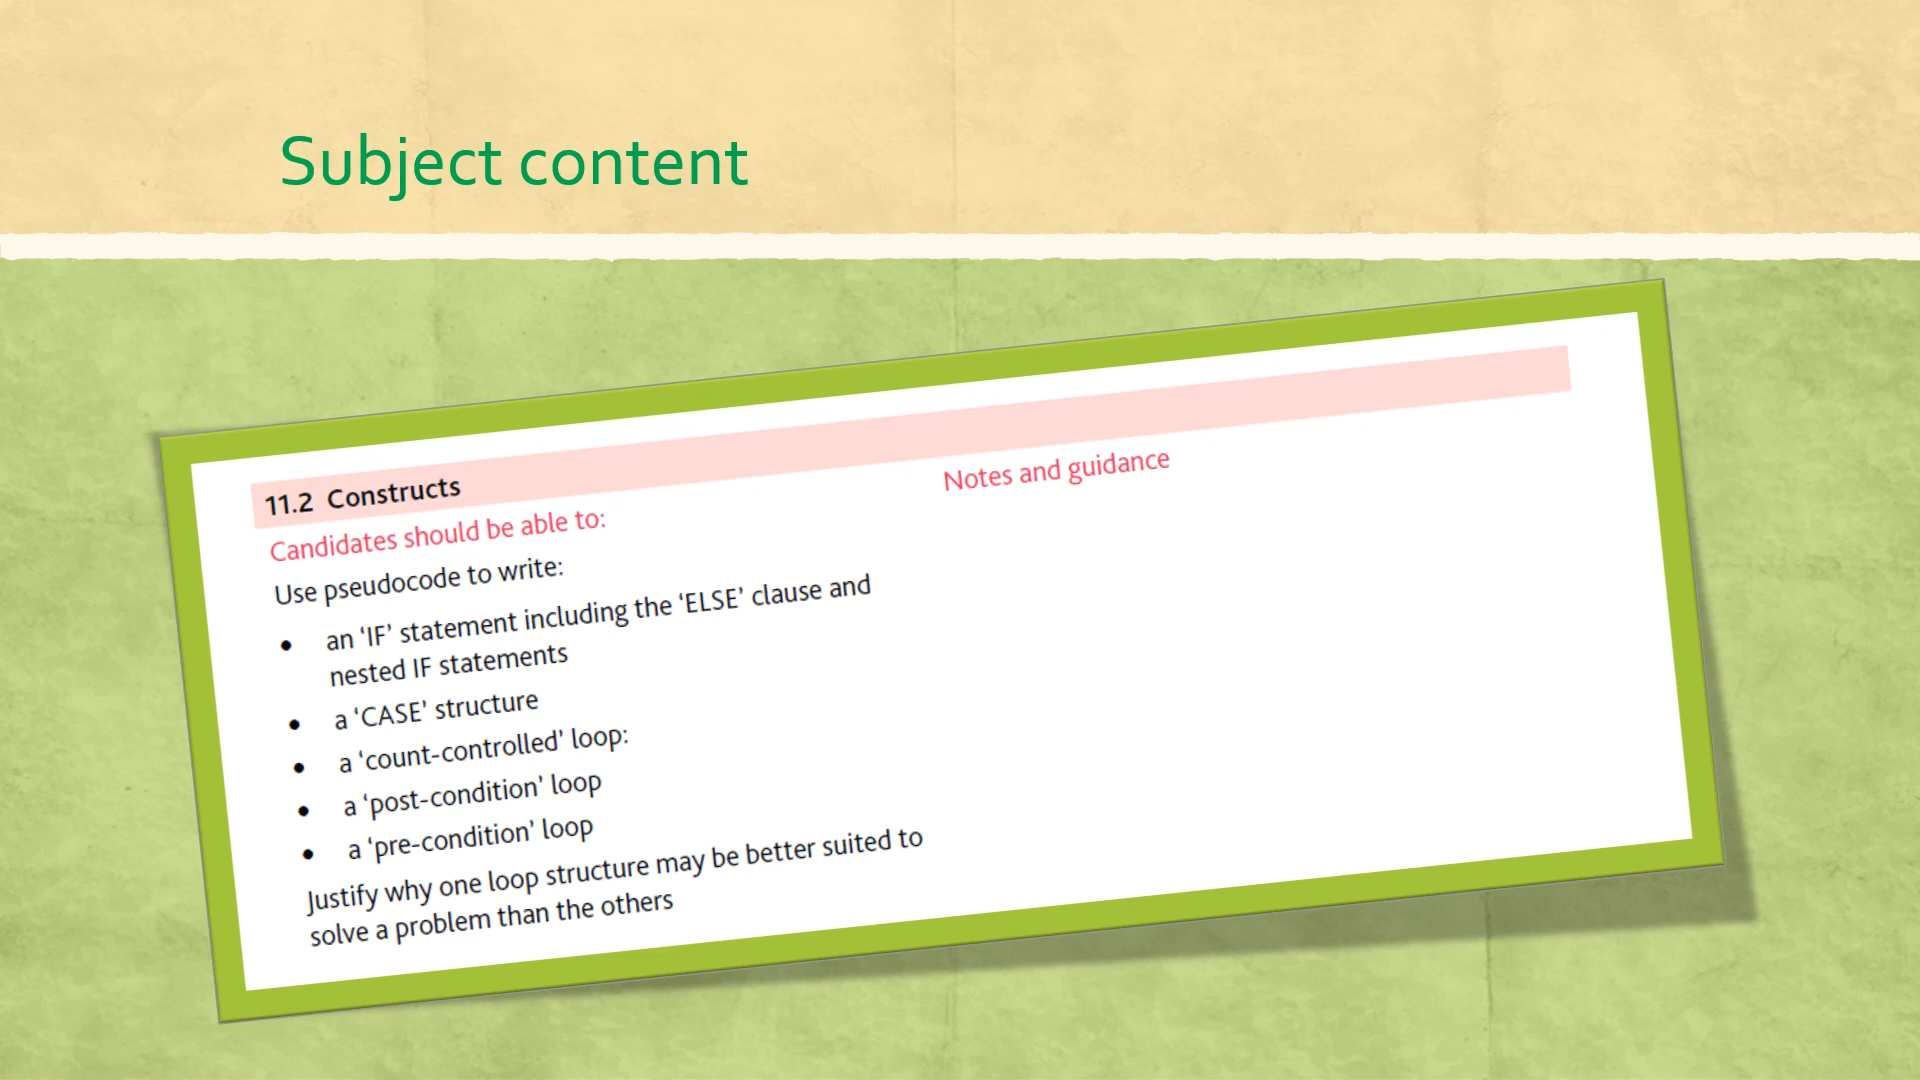 Subject content
11.2 Constructs
Candidates should be able to:
Notes and guidance
Use pseudocode to write:
• an ‘IF’ statement including the ‘ELSE’ clause and
nested IF statements
• a ‘CASE’ structure
• a ‘count-controlled’ loop:
• a ‘post-condition’ loop
• a ‘pre-condition’ loop
Justify why one loop structure may be better suited to
solve a problem than the others